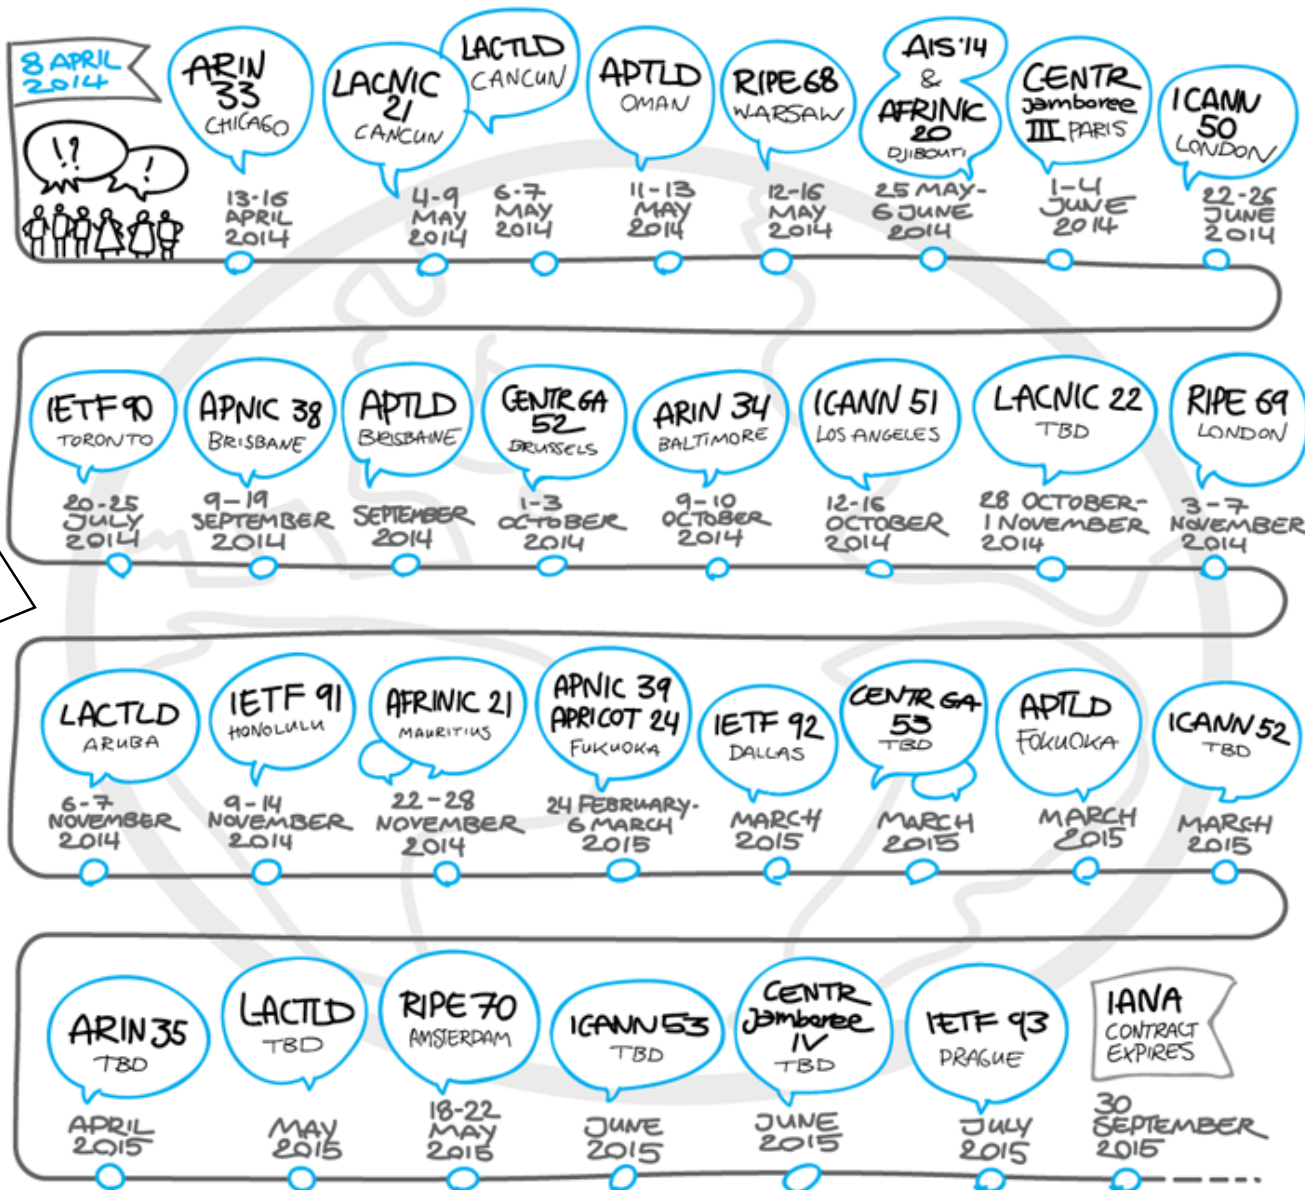 8 APRIL
2014
!?
!
ARIN
33
CHICAGO
13-16
APRIL
2014
LACNIC
21
CANCUN
4-9
MAY
2014
LACTLD
CANCUN
6-7
MAY
2014
APTLD
OMAN
11-13
MAY
2014
RIPE 68
WARSAW
12-16
MAY
2014
AIS'14
&
AFRINIC
20
DJIBOUTI
25 MAY-
6 JUNE
2014
CENTR
jamboree
III PARIS
1-4
JUNE
2014
ICANN
50
LONDON
22-26
JUNE
2014
IETF 90
TORONTO
20-25
JULY
2014
APNIC 38
BRISBANE
9-19
SEPTEMBER
2014
APTLD
BRISBAINE
SEPTEMBER
2014
CENTR GA
52
BRUSSELS
1-3
OCTOBER
2014
ARIN 34
BALTIMORE
9-10
OCTOBER
2014
ICANN 51
LOS ANGELES
12-16
OCTOBER
2014
LACNIC 22
TBD
28 OCTOBER-
1 NOVEMBER
2014
RIPE 69
LONDON
3-7
NOVEMBER
2014
LACTLD
ARUBA
6-7
NOVEMBER
2014
IETF 91
HONOLULU
9-14
NOVEMBER
2014
AFRINIC 21
MAURITIUS
22-28
NOVEMBER
2014
APNIC 39
APRICOT 24
FUKUOKA
24 FEBRUARY-
6 MARCH
2015
IETF 92
DALLAS
MARCH
2015
CENTR GA
53
TBD
MARCH
2015
APTLD
FOKUOKA
MARCH
2015
ICANN 52
TBD
MARCH
2015
ARIN 35
TBD
APRIL
2015
LACTLD
TBD
MAY
2015
RIPE 70
AMSTERDAM
18-22
MAY
2015
ICANN 53
TBD
JUNE
2015
CENTR
Jamboree
IV
TBD
JUNE
2015
IETF 93
PRAGUE
JULY
2015
IANA
CONTRACT
EXPIRES
30
SEPTEMBER
2015